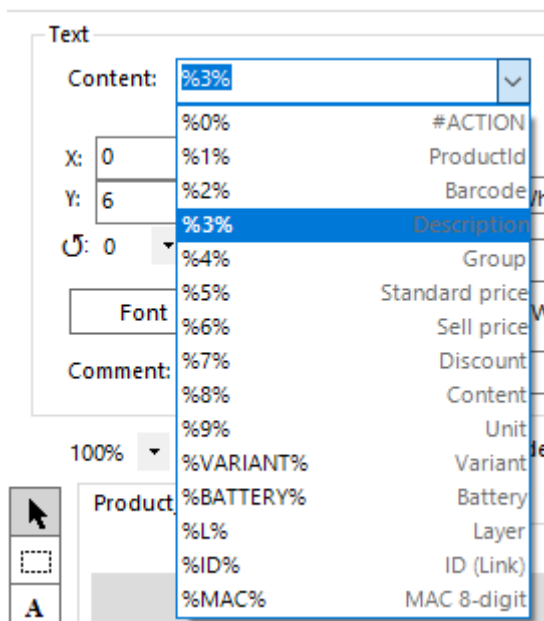 Text
Content: %3%
%0% #ACTION
%1% ProductId
%2% Barcode
%3% Description
%4% Group
%5% Standard price
%6% Sell price
%7% Discount
%8% Content
%9% Unit
%VARIANT% Variant
%BATTERY% Battery
%L% Layer
%ID% ID (Link)
%MAC% MAC 8-digit
X: 0
Y: 6
: 0
Font
Comment:
100%
Product_
A